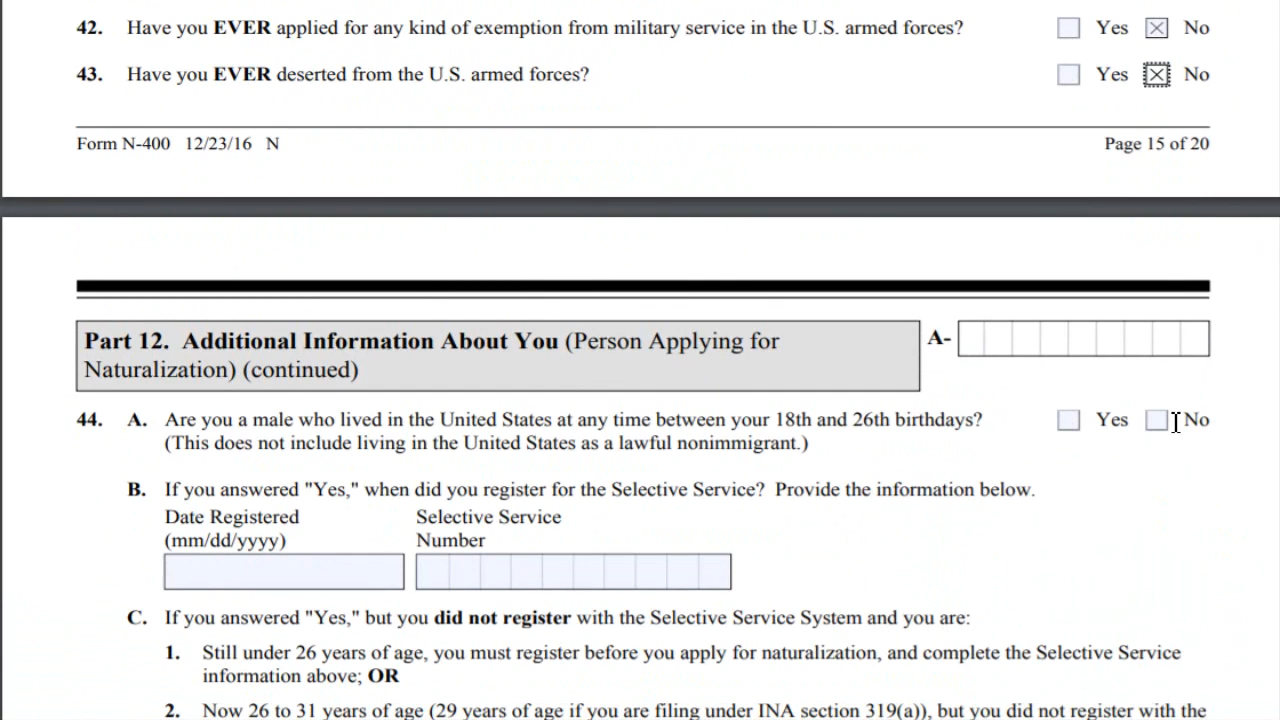 42. Have you EVER applied for any kind of exemption from military service in the U.S. armed forces? Yes No
43. Have you EVER deserted from the U.S. armed forces? Yes No
Form N-400 12/23/16 N Page 15 of 20
Part 12. Additional Information About You (Person Applying for
Naturalization) (continued)
A-
44. A. Are you a male who lived in the United States at any time between your 18th and 26th birthdays? Yes No
(This does not include living in the United States as a lawful nonimmigrant.)
B. If you answered "Yes," when did you register for the Selective Service? Provide the information below.
Date Registered Selective Service
(mm/dd/yyyy) Number
C. If you answered "Yes," but you did not register with the Selective Service System and you are:
1. Still under 26 years of age, you must register before you apply for naturalization, and complete the Selective Service
information above; OR
2. Now 26 to 31 years of age (29 years of age if you are filing under INA section 319(a)), but you did not register with the